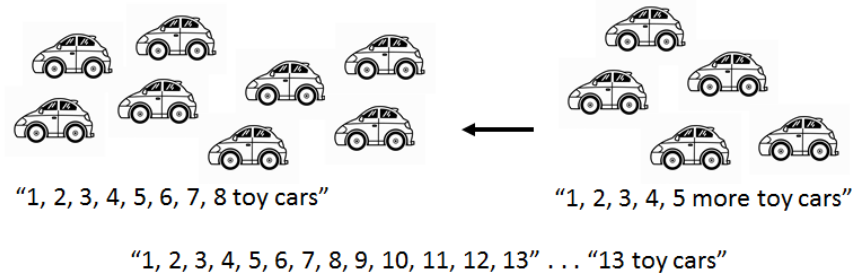 “1, 2, 3, 4, 5, 6, 7, 8 toy cars”
“1, 2, 3, 4, 5 more toy cars”
“1, 2, 3, 4, 5, 6, 7, 8, 9, 10, 11, 12, 13” . . . “13 toy cars”